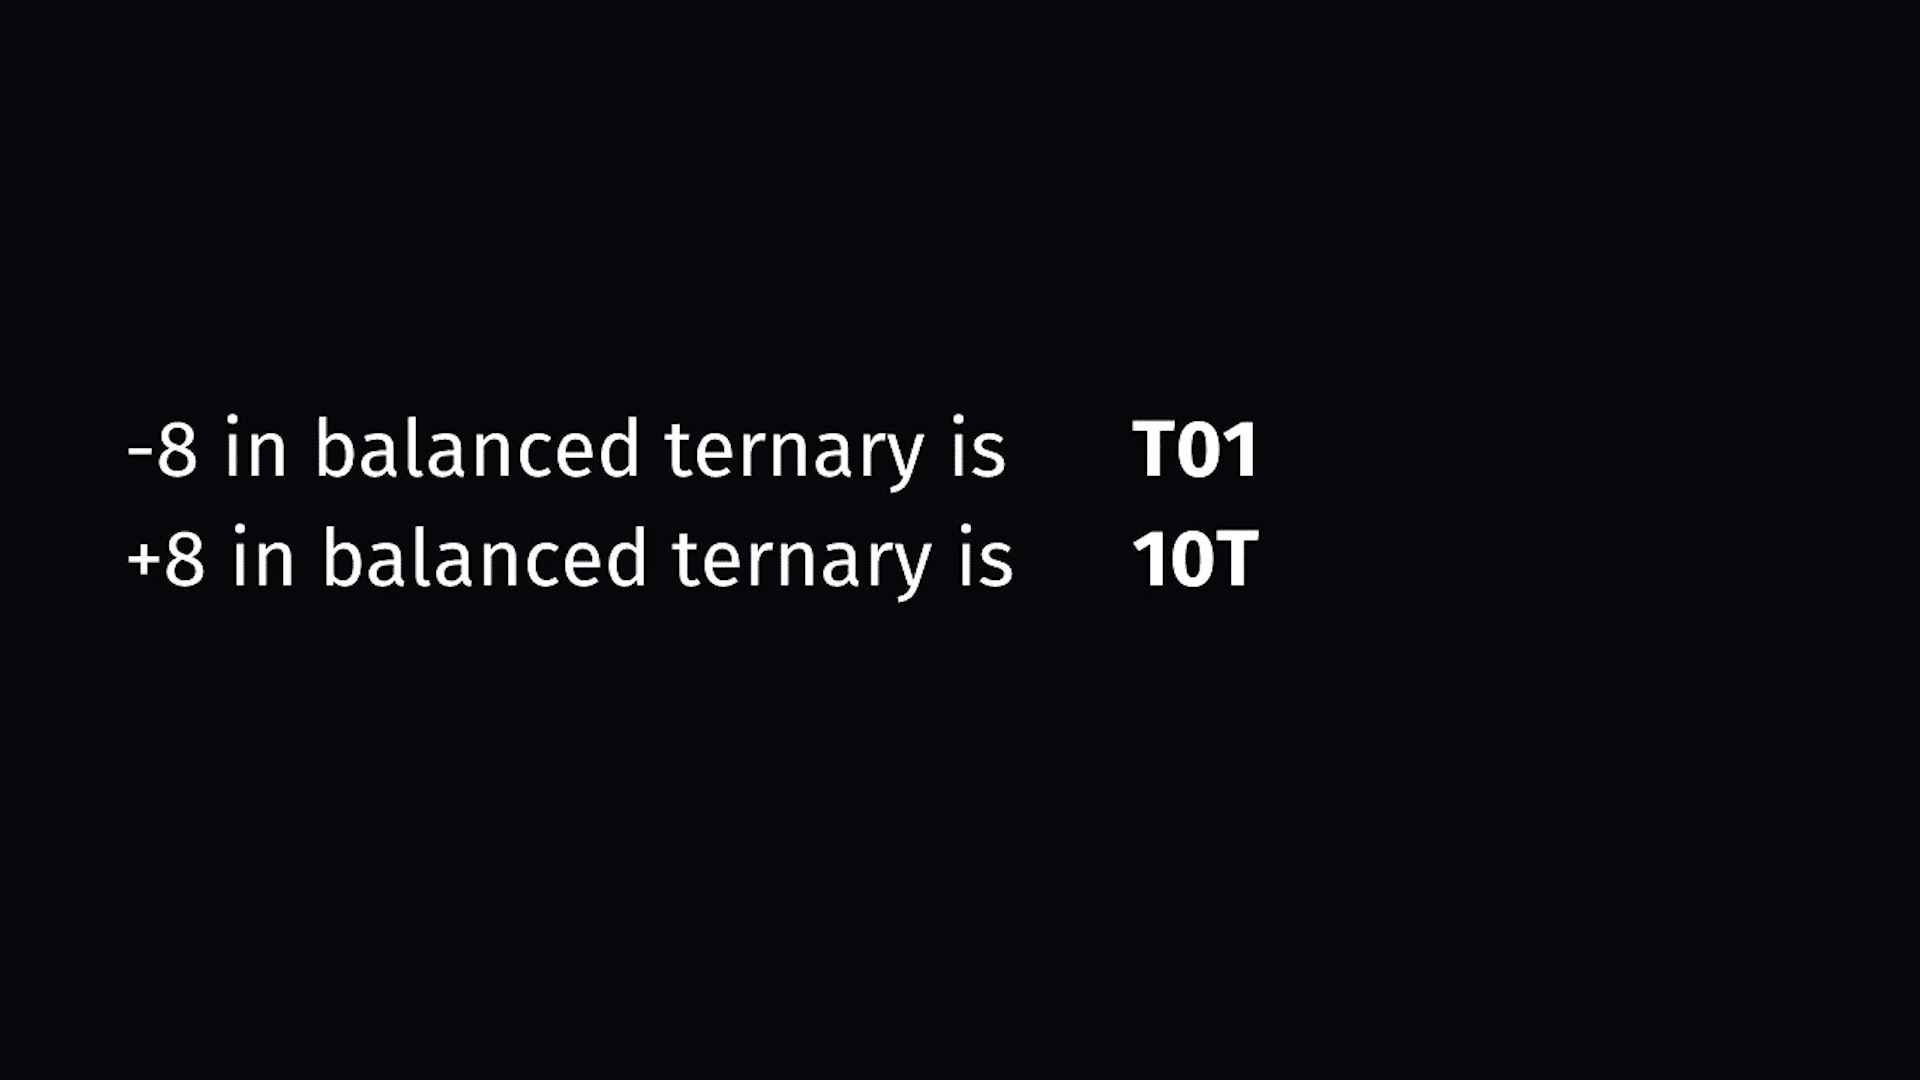 -8 in balanced ternary is T01
+8 in balanced ternary is 10T